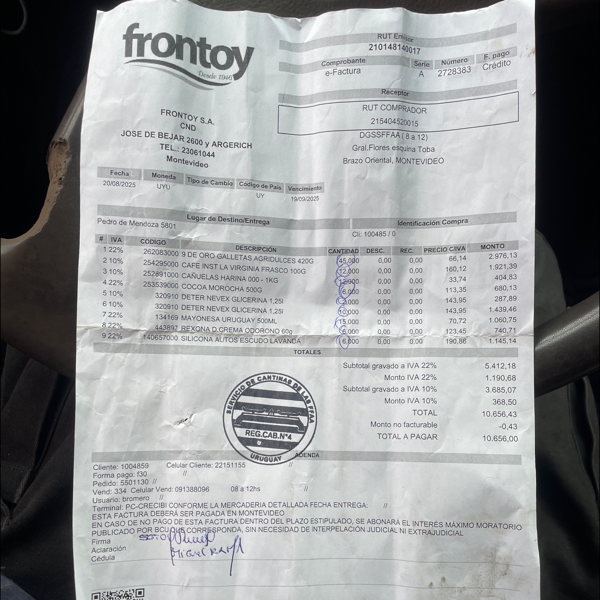 frontoy
Desde 1946
RUT Emisor
210148140017
Comprobante Serie Número F. pago
e-Factura A 2728383 Crédito
Receptor
RUT COMPRADOR
215404520015
FRONTOY S.A.
CND
JOSE DE BEJAR 2600 y ARGERICH
TEL.: 23061044
Montevideo
DGSSFFAA ( 8 a 12)
Gral.Flores esquina Toba
Brazo Oriental, MONTEVIDEO
Fecha Moneda Tipo de Cambio Código de País Vencimiento
20/08/2025 UYU UY 19/09/2025
Lugar de Destino/Entrega Identificación Compra
Pedro de Mendoza 5801 Cli: 100485 / 0
# IVA CODIGO DESCRIPCIÓN CANTIDAD DESC. REC. PRECIO C/IVA MONTO
1 22% 262083000 9 DE ORO GALLETAS AGRIDULCES 420G 45,000 0,00 0,00 66,14 2.976,13
2 10% 254295000 CAFÉ INST LA VIRGINIA FRASCO 100G 12,000 0,00 0,00 160,12 1.921,39
3 10% 252691000 CAÑUELAS HARINA 000 - 1KG 12,000 0,00 0,00 33,74 404,83
4 22% 253539000 COCOA MOROCHA 500G 6,000 0,00 0,00 113,35 680,13
5 10% 320910 DETER NEVEX GLICERINA 1,25l 0,00 0,00 143,95 287,89
6 10% 320910 DETER NEVEX GLICERINA 1,25l 10,000 0,00 0,00 143,95 1.439,46
7 22% 134169 MAYONESA URUGUAY 500ML 15,000 0,00 0,00 70,72 1.060,75
8 22% 443897 REXONA D.CREMA ODORONO 60g 6,000 0,00 0,00 123,45 740,71
9 22% 140657000 SILICONA AUTOS ESCUDO LAVANDA 6,000 0,00 0,00 190,86 1.145,14
TOTALES
Subtotal gravado a IVA 22% 5.412,18
Monto IVA 22% 1.190,68
Subtotal gravado a IVA 10% 3.685,07
Monto IVA 10% 368,50
TOTAL 10.656,43
Monto no facturable -0,43
TOTAL A PAGAR 10.656,00
SERVICIO DE CANTINAS DE LAS FFAA
REG.CAB.Nº4
URUGUAY
ADENDA
Cliente: 1004859 Celular Cliente: 22151155 //
Forma pago: f30 //
Pedido: 5501130 //
Vend: 334 Celular Vend: 091388096 08 a 12hs
Usuario: bromero //
Terminal: PC-CRECIBI CONFORME LA MERCADERIA DETALLADA FECHA ENTREGA: //
ESTA FACTURA DEBERÁ SER PAGADA EN MONTEVIDEO
EN CASO DE NO PAGO DE ESTA FACTURA DENTRO DEL PLAZO ESTIPULADO, SE ABONARÁ EL INTERÉS MÁXIMO MORATORIO
PUBLICADO POR BCU QUE CORRESPONDA, SIN NECESIDAD DE INTERPELACIÓN JUDICIAL NI EXTRAJUDICIAL
Firma
Aclaración
Cédula